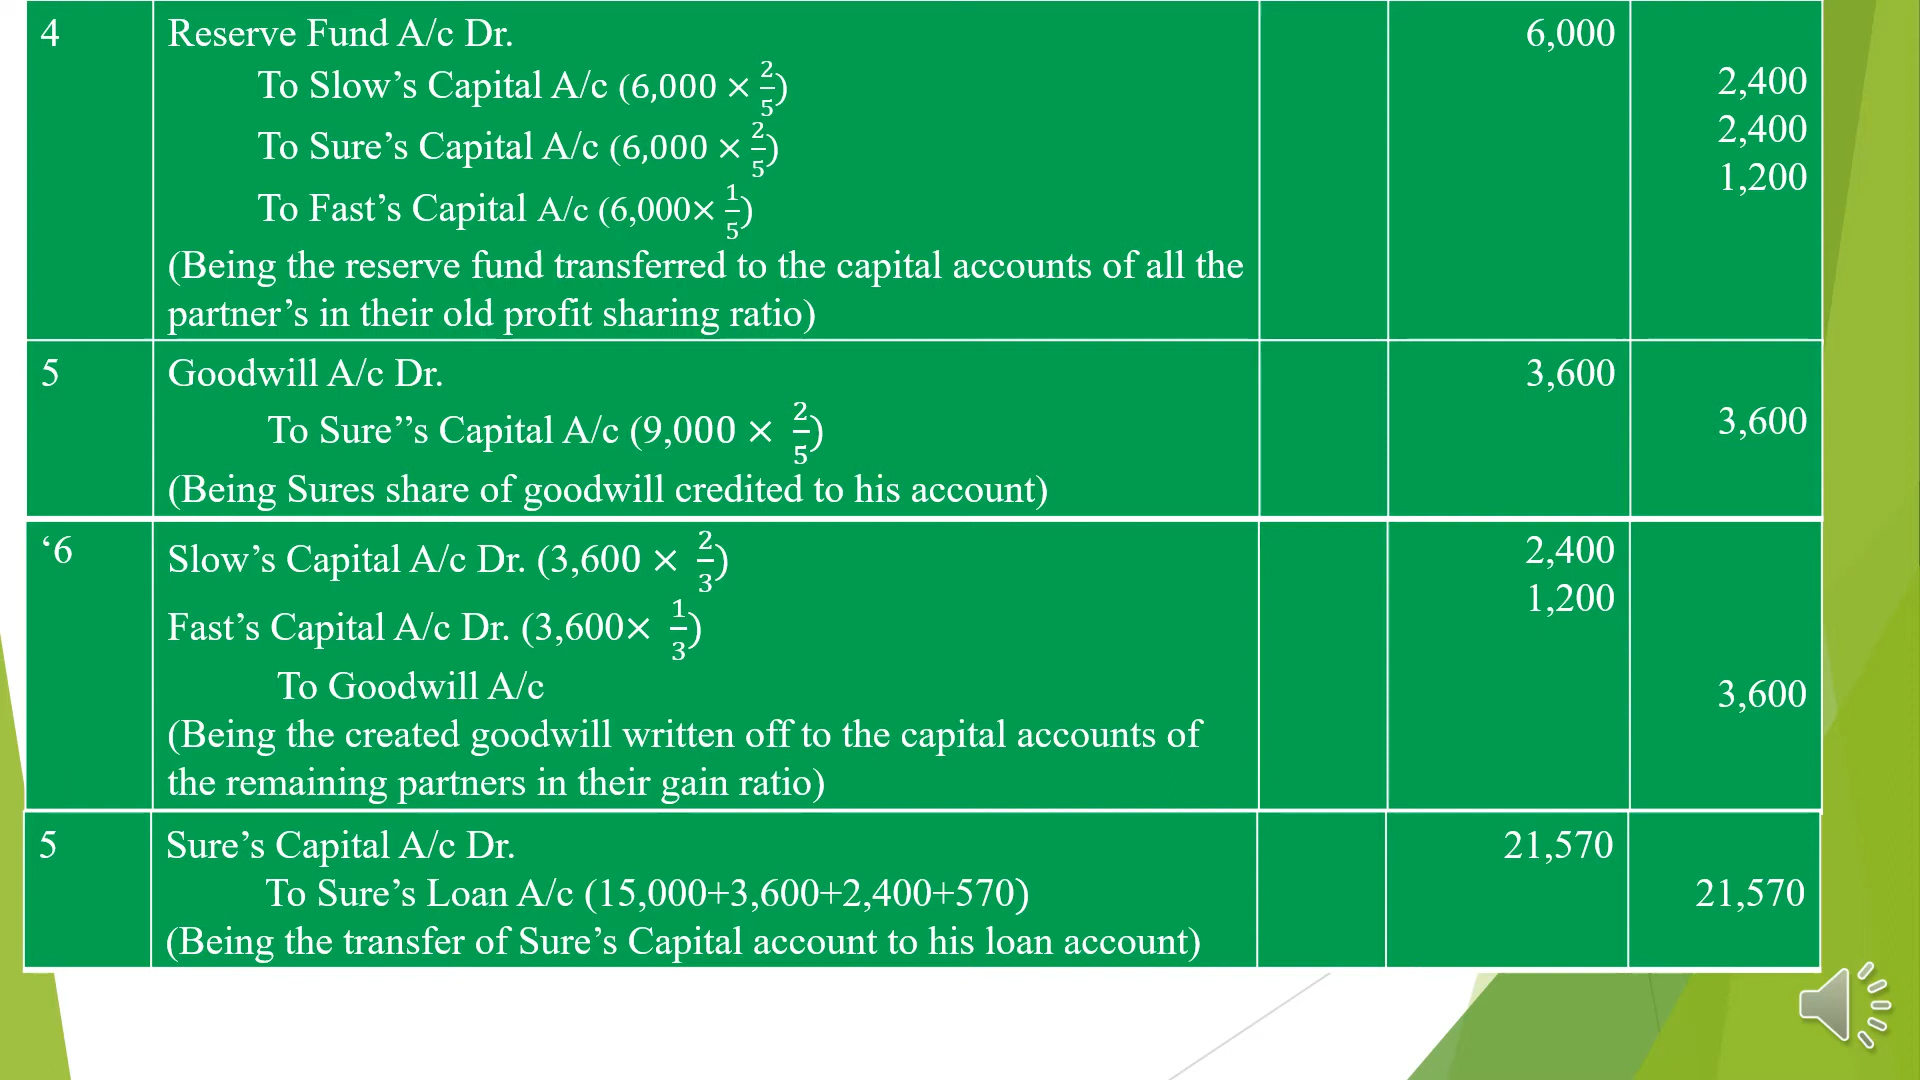 4 Reserve Fund A/c Dr. 6,000
To Slow’s Capital A/c (6,000 × 2/5) 2,400
To Sure’s Capital A/c (6,000 × 2/5) 2,400
To Fast’s Capital A/c (6,000× 1/5) 1,200
(Being the reserve fund transferred to the capital accounts of all the
partner’s in their old profit sharing ratio)
5 Goodwill A/c Dr. 3,600
To Sure’’s Capital A/c (9,000 × 2/5) 3,600
(Being Sures share of goodwill credited to his account)
‘6 Slow’s Capital A/c Dr. (3,600 × 2/3) 2,400
Fast’s Capital A/c Dr. (3,600× 1/3) 1,200
To Goodwill A/c 3,600
(Being the created goodwill written off to the capital accounts of
the remaining partners in their gain ratio)
5 Sure’s Capital A/c Dr. 21,570
To Sure’s Loan A/c (15,000+3,600+2,400+570) 21,570
(Being the transfer of Sure’s Capital account to his loan account)